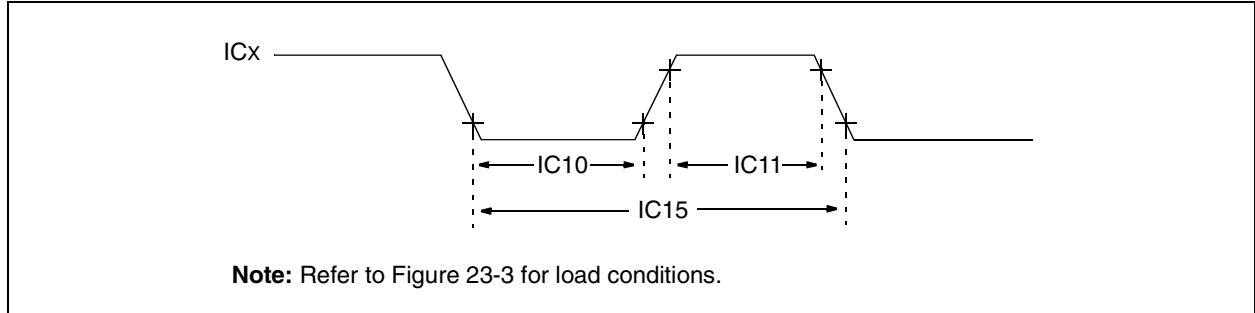 ICx
IC10
IC11
IC15
Note: Refer to Figure 23-3 for load conditions.